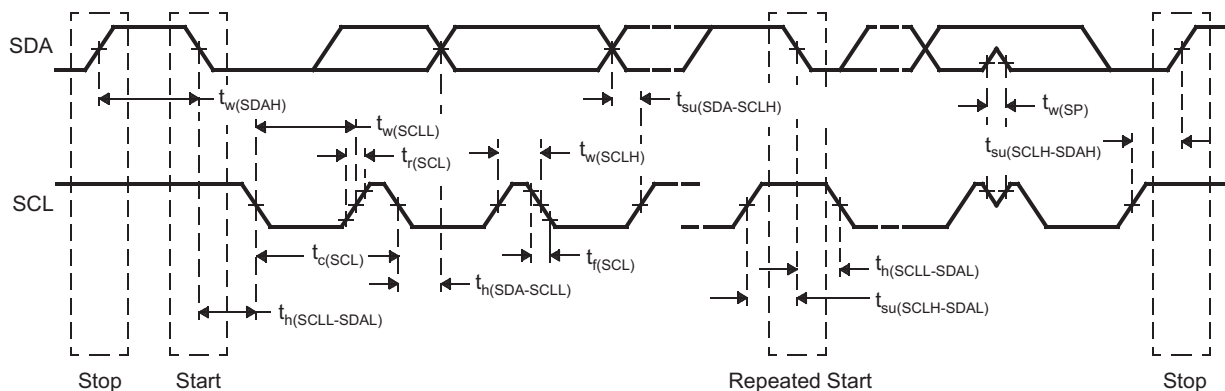 SDA
t_w(SDAH)
t_su(SDA-SCLH)
t_w(SP)
t_w(SCLL)
t_r(SCL)
t_w(SCLH)
t_su(SCLH-SDAH)
SCL
t_c(SCL)
t_f(SCL)
t_h(SDA-SCLL)
t_h(SCLL-SDAL)
t_h(SCLL-SDAL)
t_su(SCLH-SDAL)
Stop Start Repeated Start Stop